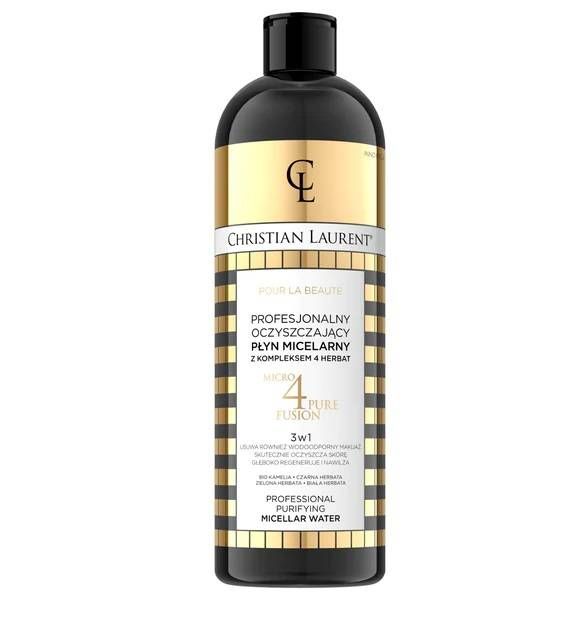 CL
CHRISTIAN LAURENT®
POUR LA BEAUTE
PROFESJONALNY
OCZYSZCZAJĄCY
PŁYN MICELARNY
Z KOMPLEKSEM 4 HERBAT
MICRO
4 PURE
FUSION
3w1
USUWA RÓWNIEŻ WODOODPORNY MAKIJAŻ
SKUTECZNIE OCZYSZCZA SKÓRĘ
GŁĘBOKO REGENERUJE I NAWILŻA
BIO KAMELIA • CZARNA HERBATA
ZIELONA HERBATA • BIAŁA HERBATA
PROFESSIONAL
PURIFYING
MICELLAR WATER